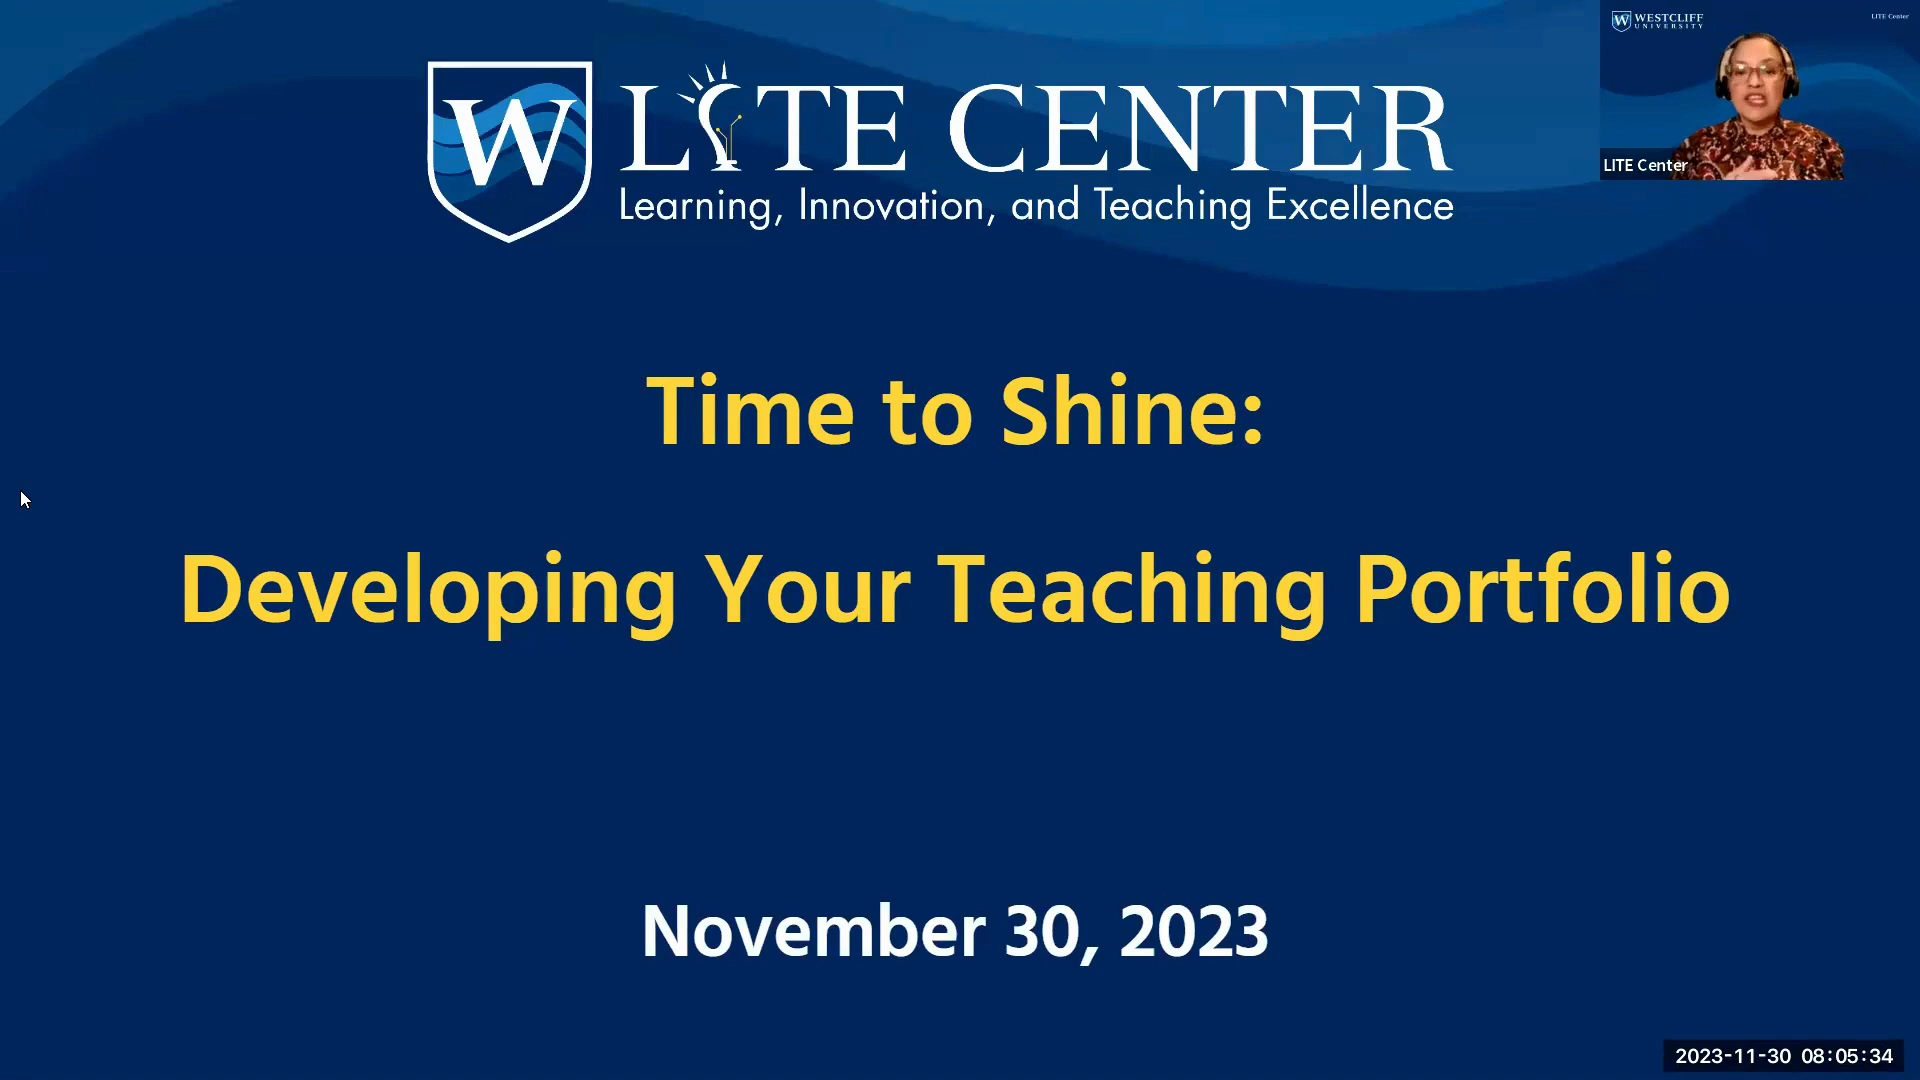 LITE CENTER
Learning, Innovation, and Teaching Excellence
WESTCLIFF
UNIVERSITY
LITE Center
LITE Center
Time to Shine:
Developing Your Teaching Portfolio
November 30, 2023
2023-11-30 08:05:34